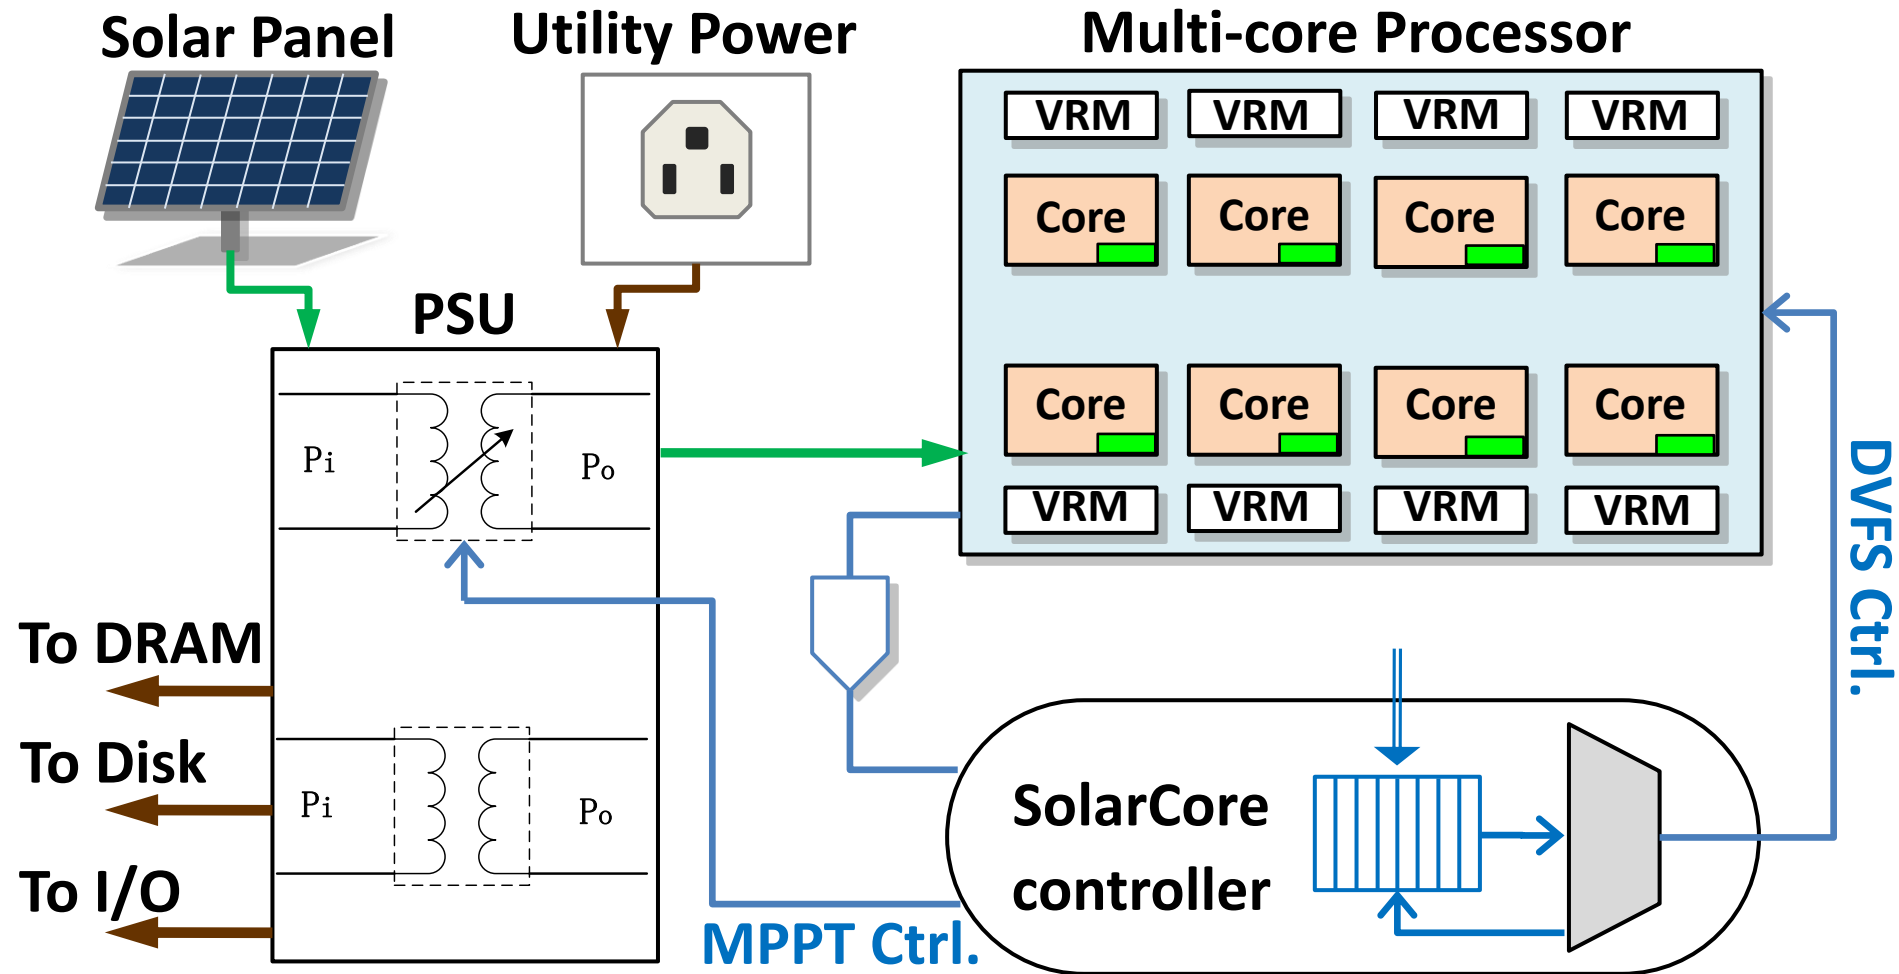 Solar Panel
Utility Power
Multi-core Processor
VRM VRM VRM VRM
Core Core Core Core
PSU
Core Core Core Core
Pi Po
VRM VRM VRM VRM
DVFS Ctrl.
To DRAM
To Disk
Pi Po
SolarCore
controller
To I/O
MPPT Ctrl.